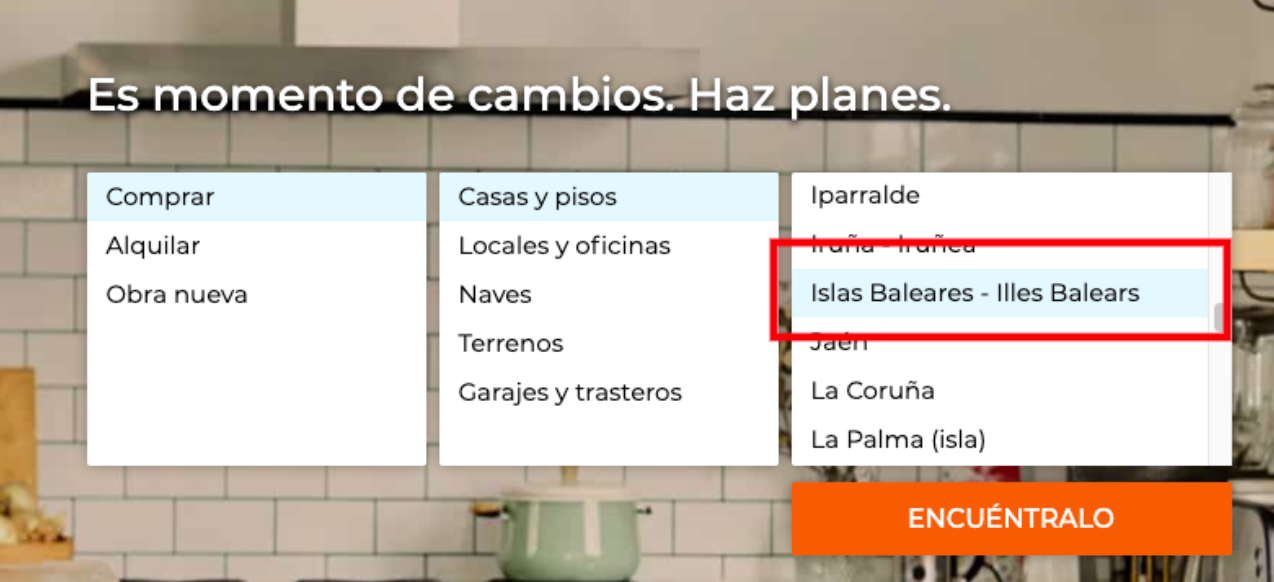 Es momento de cambios. Haz planes.
Comprar
Alquilar
Obra nueva
Casas y pisos
Locales y oficinas
Naves
Terrenos
Garajes y trasteros
Iparralde
Iruña - Iruñea
Islas Baleares - Illes Balears
Jaén
La Coruña
La Palma (isla)
ENCUÉNTRALO